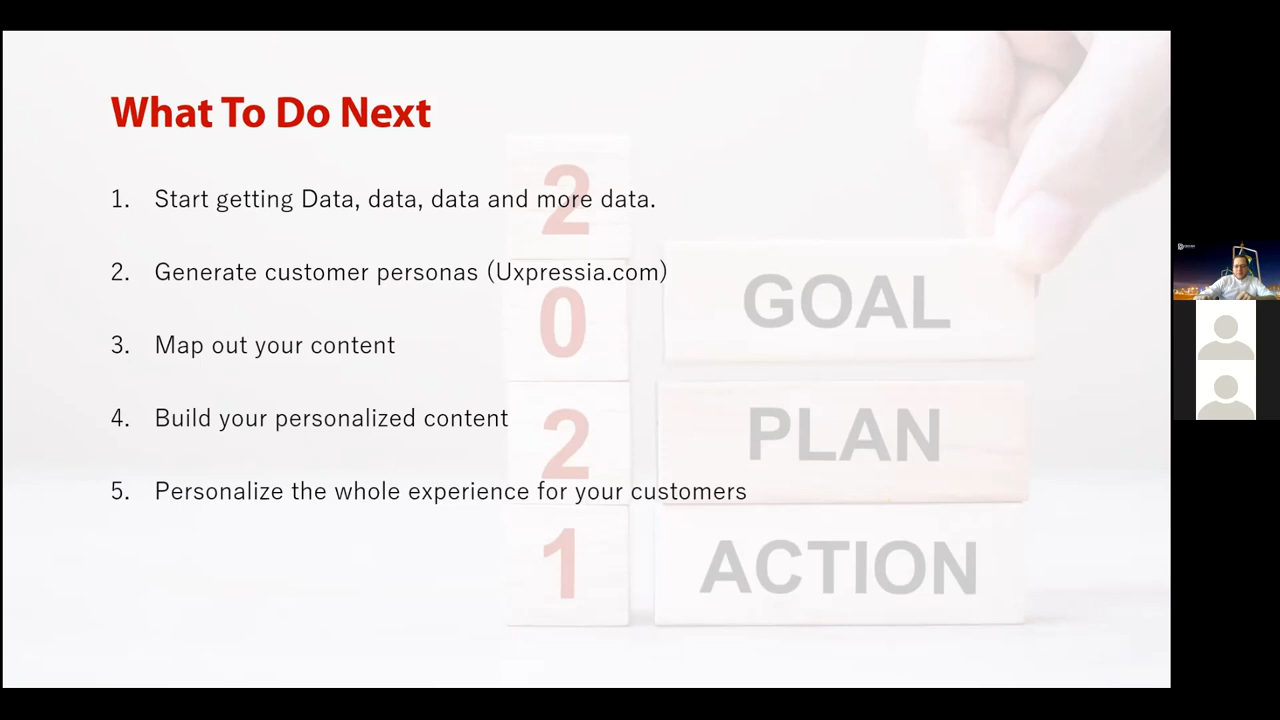 What To Do Next
1. Start getting Data, data, data and more data.
2. Generate customer personas (Uxpressia.com)
3. Map out your content
4. Build your personalized content
5. Personalize the whole experience for your customers
2
0
2
1
GOAL
PLAN
ACTION